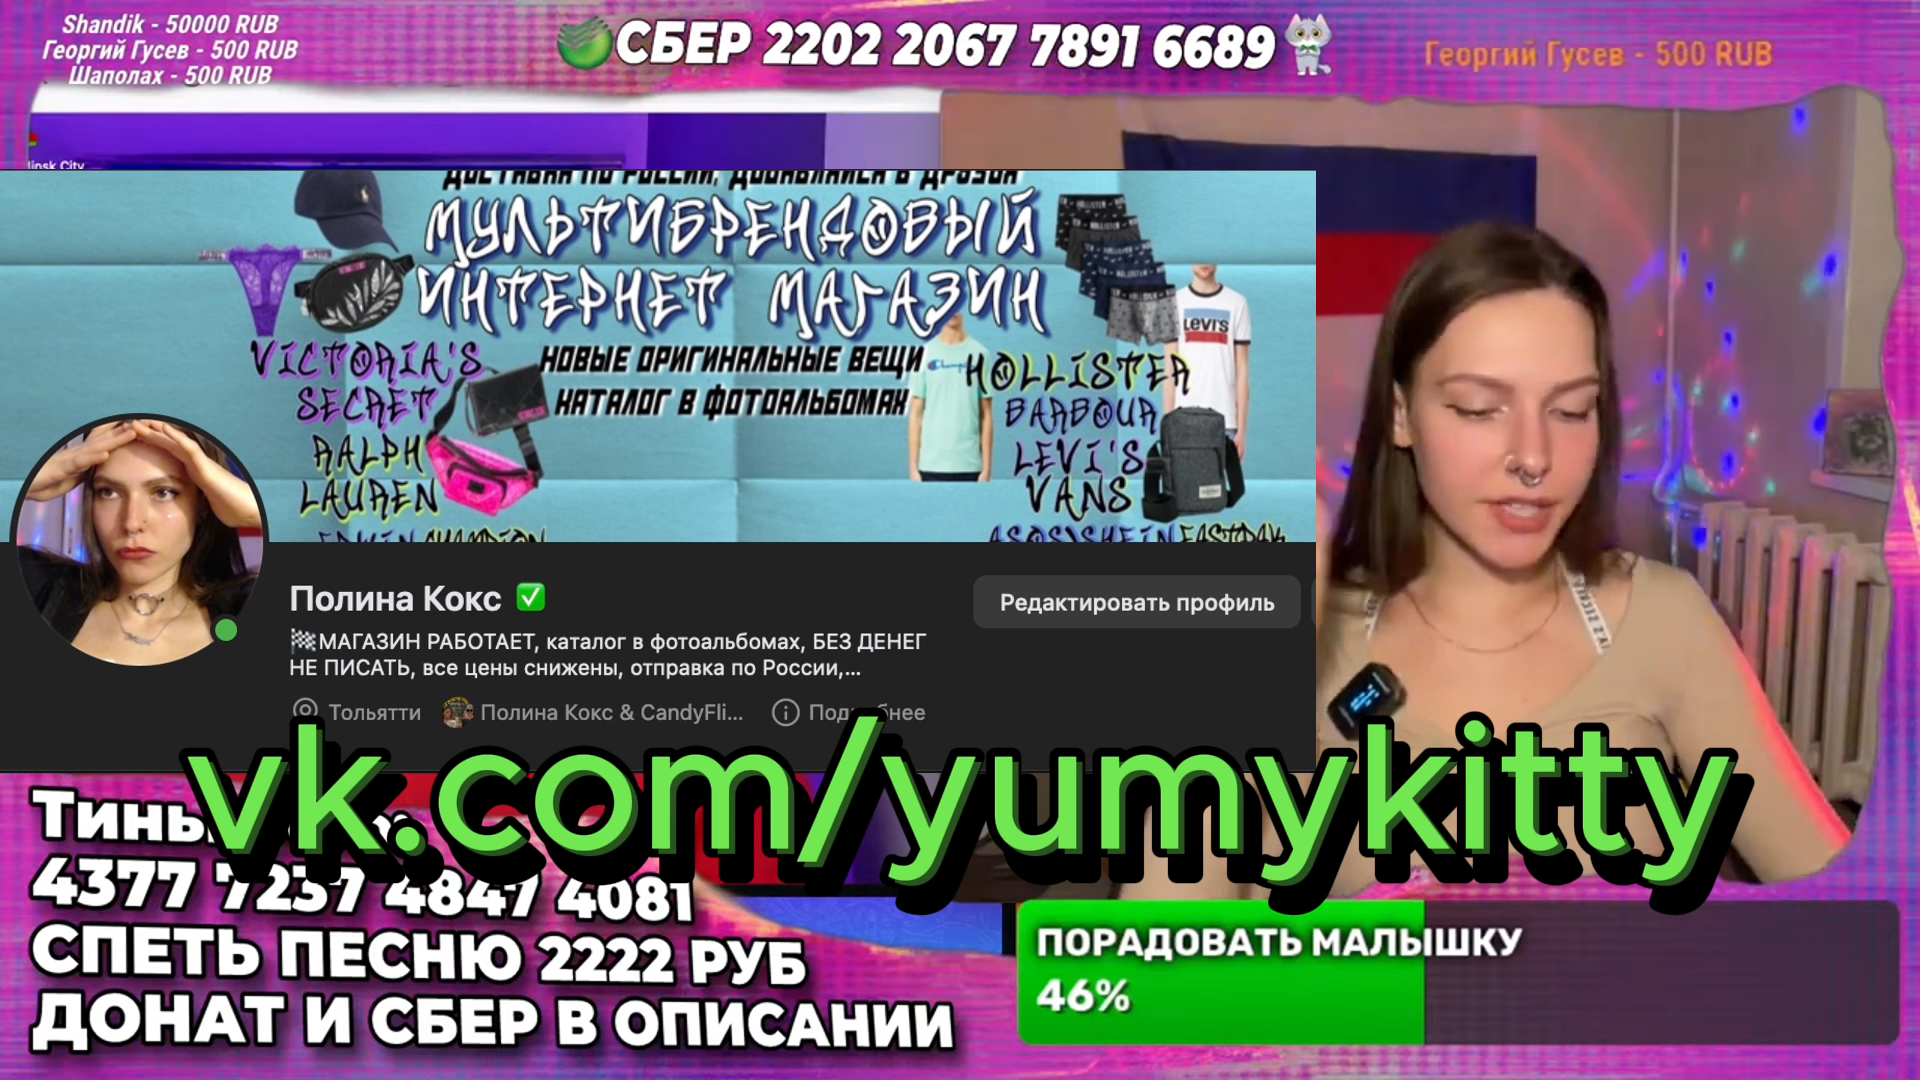 Shandik - 50000 RUB
Георгий Гусев - 500 RUB
Шаполах - 500 RUB
СБЕР 2202 2067 7891 6689
Георгий Гусев - 500 RUB
МУЛЬТИБРЕНДОВЫЙ
ИНТЕРНЕТ МАГАЗИН
НОВЫЕ ОРИГИНАЛЬНЫЕ ВЕЩИ
КАТАЛОГ В ФОТОАЛЬБОМАХ
VICTORIA'S
SECRET
RALPH
LAUREN
HOLLISTER
BARBOUR
LEVI'S
VANS
LEVI'S
Полина Кокс ✅
🏁МАГАЗИН РАБОТАЕТ, каталог в фотоальбомах, БЕЗ ДЕНЕГ
НЕ ПИСАТЬ, все цены снижены, отправка по России,...
Редактировать профиль
Тольятти
Полина Кокс & CandyFli...
vk.com/yumykitty
4377 7237 4847 4081
СПЕТЬ ПЕСНЮ 2222 РУБ
ДОНАТ И СБЕР В ОПИСАНИИ
ПОРАДОВАТЬ МАЛЫШКУ
46%